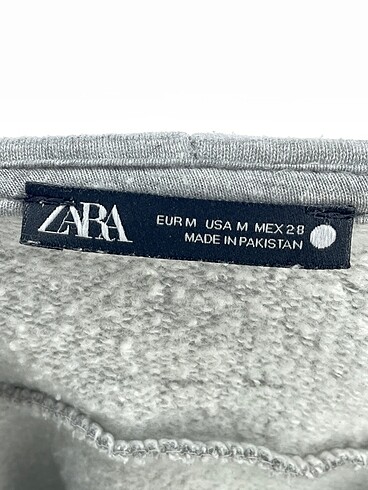 ZARA
EUR M USA M MEX 28
MADE IN PAKISTAN